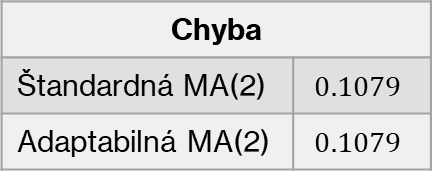 Chyba
Štandardná MA(2) 0.1079
Adaptabilná MA(2) 0.1079